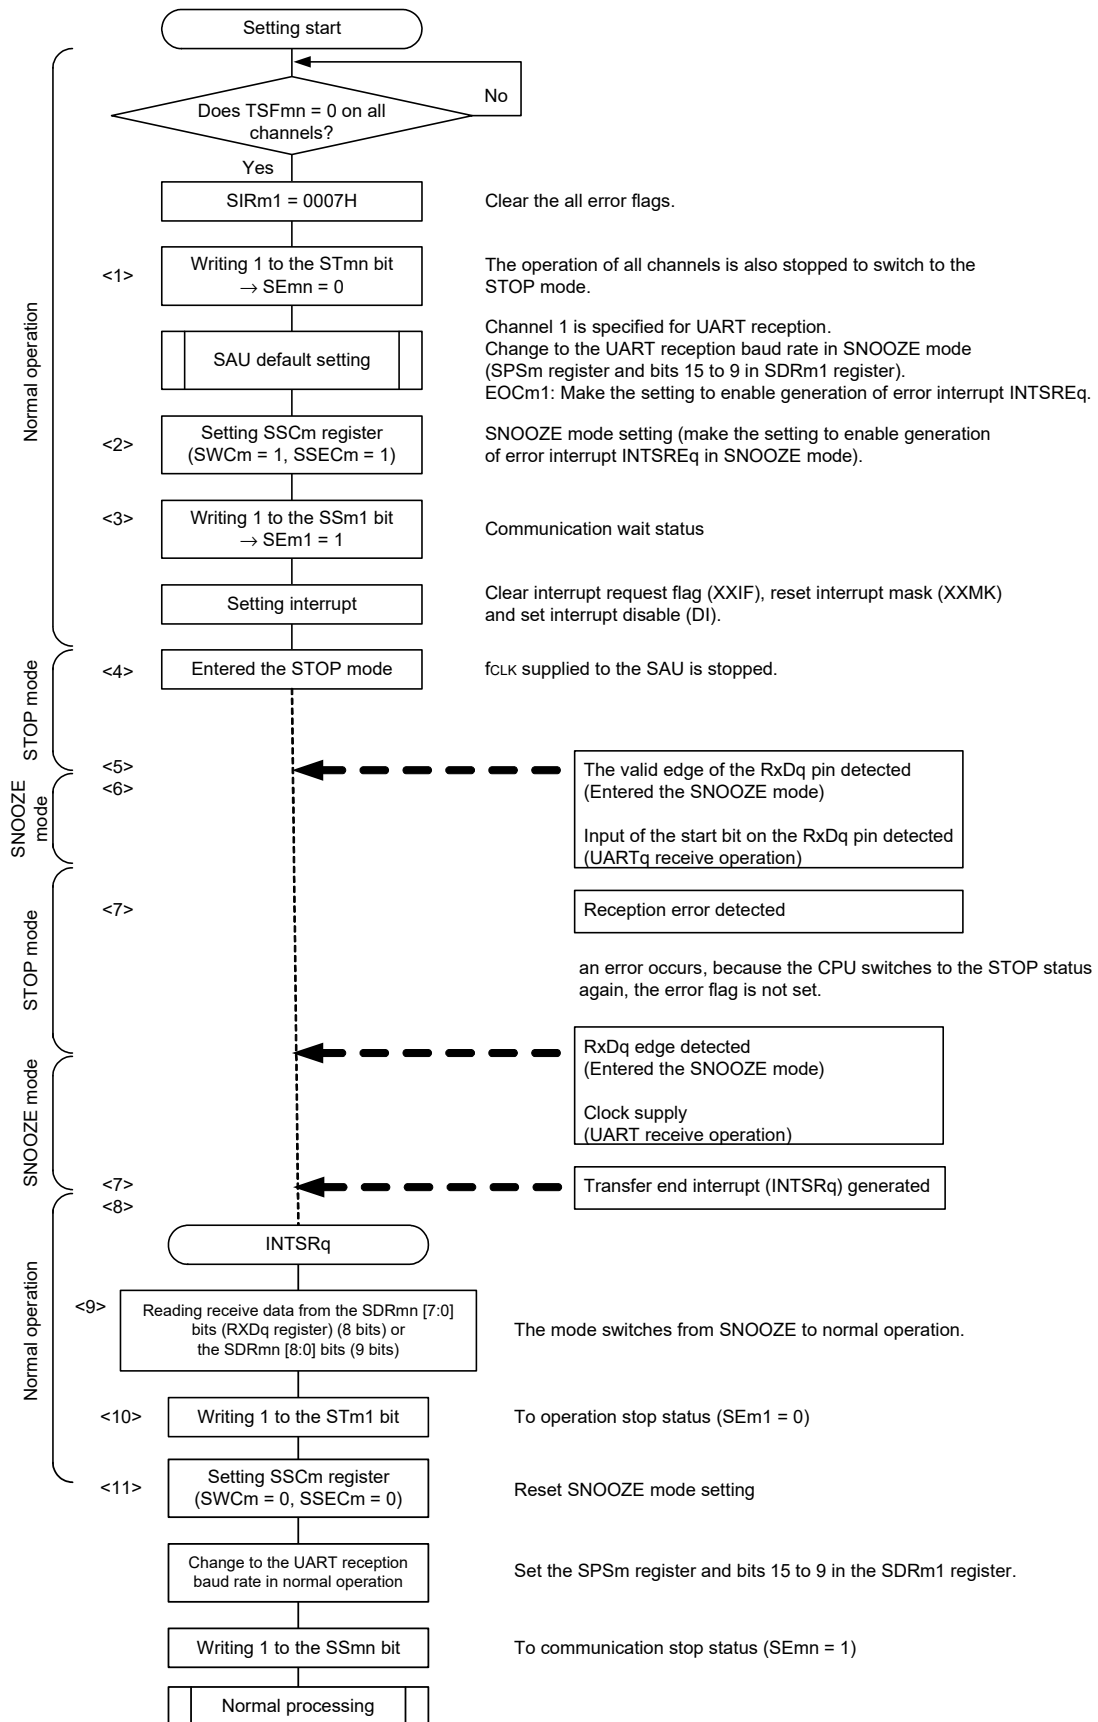 Setting start
No
Does TSFmn = 0 on all
channels?
Yes
SIRm1 = 0007H
Clear the all error flags.
<1>
Writing 1 to the STmn bit
→ SEmn = 0
The operation of all channels is also stopped to switch to the
STOP mode.
SAU default setting
Channel 1 is specified for UART reception.
Change to the UART reception baud rate in SNOOZE mode
(SPSm register and bits 15 to 9 in SDRm1 register).
EOCm1: Make the setting to enable generation of error interrupt INTSREq.
Normal operation
<2>
Setting SSCm register
(SWCm = 1, SSECm = 1)
SNOOZE mode setting (make the setting to enable generation
of error interrupt INTSREq in SNOOZE mode).
<3>
Writing 1 to the SSm1 bit
→ SEm1 = 1
Communication wait status
Setting interrupt
Clear interrupt request flag (XXIF), reset interrupt mask (XXMK)
and set interrupt disable (DI).
STOP mode
<4>
Entered the STOP mode
fCLK supplied to the SAU is stopped.
<5>
<6>
SNOOZE
mode
The valid edge of the RxDq pin detected
(Entered the SNOOZE mode)
Input of the start bit on the RxDq pin detected
(UARTq receive operation)
STOP mode
<7>
Reception error detected
an error occurs, because the CPU switches to the STOP status
again, the error flag is not set.
SNOOZE mode
RxDq edge detected
(Entered the SNOOZE mode)
Clock supply
(UART receive operation)
<7>
<8>
Transfer end interrupt (INTSRq) generated
INTSRq
Normal operation
<9>
Reading receive data from the SDRmn [7:0]
bits (RXDq register) (8 bits) or
the SDRmn [8:0] bits (9 bits)
The mode switches from SNOOZE to normal operation.
<10>
Writing 1 to the STm1 bit
To operation stop status (SEm1 = 0)
<11>
Setting SSCm register
(SWCm = 0, SSECm = 0)
Reset SNOOZE mode setting
Change to the UART reception
baud rate in normal operation
Set the SPSm register and bits 15 to 9 in the SDRm1 register.
Writing 1 to the SSmn bit
To communication stop status (SEmn = 1)
Normal processing